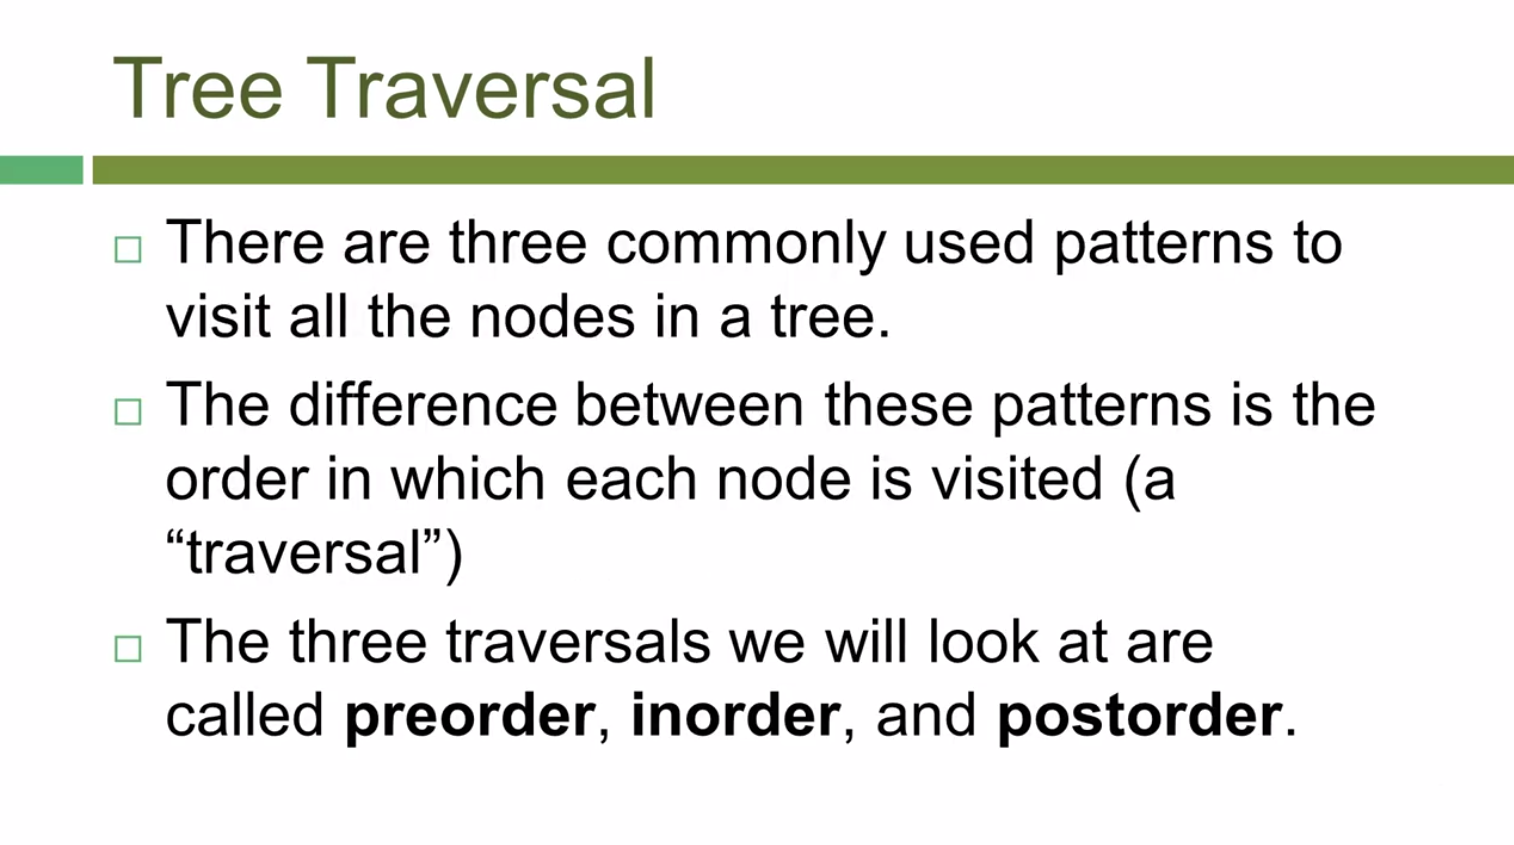 Tree Traversal
There are three commonly used patterns to
visit all the nodes in a tree.
The difference between these patterns is the
order in which each node is visited (a
“traversal”)
The three traversals we will look at are
called preorder, inorder, and postorder.